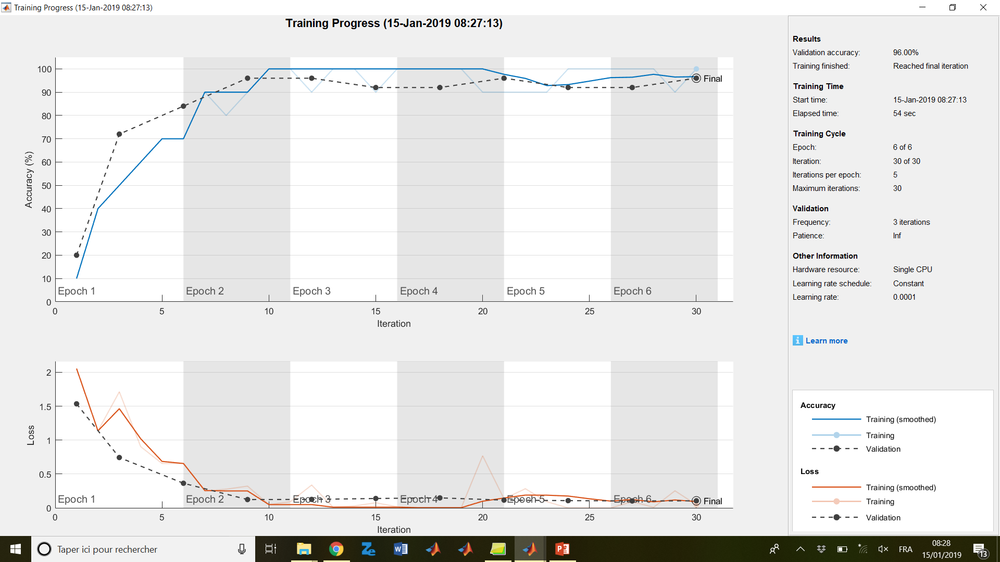 Training Progress (15-Jan-2019 08:27:13)
Training Progress (15-Jan-2019 08:27:13)
Accuracy (%)
100
90
80
70
60
50
40
30
20
10
0
Final
Epoch 1 Epoch 2 Epoch 3 Epoch 4 Epoch 5 Epoch 6
0 5 10 15 20 25 30
Iteration
Loss
2
1.5
1
0.5
0
Epoch 1 Epoch 2 Epoch 3 Epoch 4 Epoch 5 Epoch 6
Final
0 5 10 15 20 25 30
Iteration
Results
Validation accuracy: 96.00%
Training finished: Reached final iteration
Training Time
Start time: 15-Jan-2019 08:27:13
Elapsed time: 54 sec
Training Cycle
Epoch: 6 of 6
Iteration: 30 of 30
Iterations per epoch: 5
Maximum iterations: 30
Validation
Frequency: 3 iterations
Patience: Inf
Other Information
Hardware resource: Single CPU
Learning rate schedule: Constant
Learning rate: 0.0001
i Learn more
Accuracy
Training (smoothed)
Training
Validation
Loss
Training (smoothed)
Training
Validation
Taper ici pour rechercher
Ze
W
P
FRA
08:28
15/01/2019
13